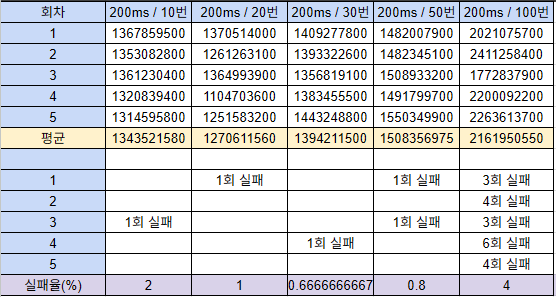 회차 200ms / 10번 200ms / 20번 200ms / 30번 200ms / 50번 200ms / 100번
1 1367859500 1370514000 1409277800 1482007900 2021075700
2 1353082800 1261263100 1393322600 1482345100 2411258400
3 1361230400 1364993900 1356819100 1508933200 1772837900
4 1320839400 1104703600 1383455500 1491799700 2200092200
5 1314595800 1251583200 1443248800 1550349900 2263613700
평균 1343521580 1270611560 1394211500 1508356975 2161950550
1 1회 실패 1회 실패 3회 실패
2 4회 실패
3 1회 실패 1회 실패 3회 실패
4 1회 실패 6회 실패
5 4회 실패
실패율(%) 2 1 0.6666666667 0.8 4